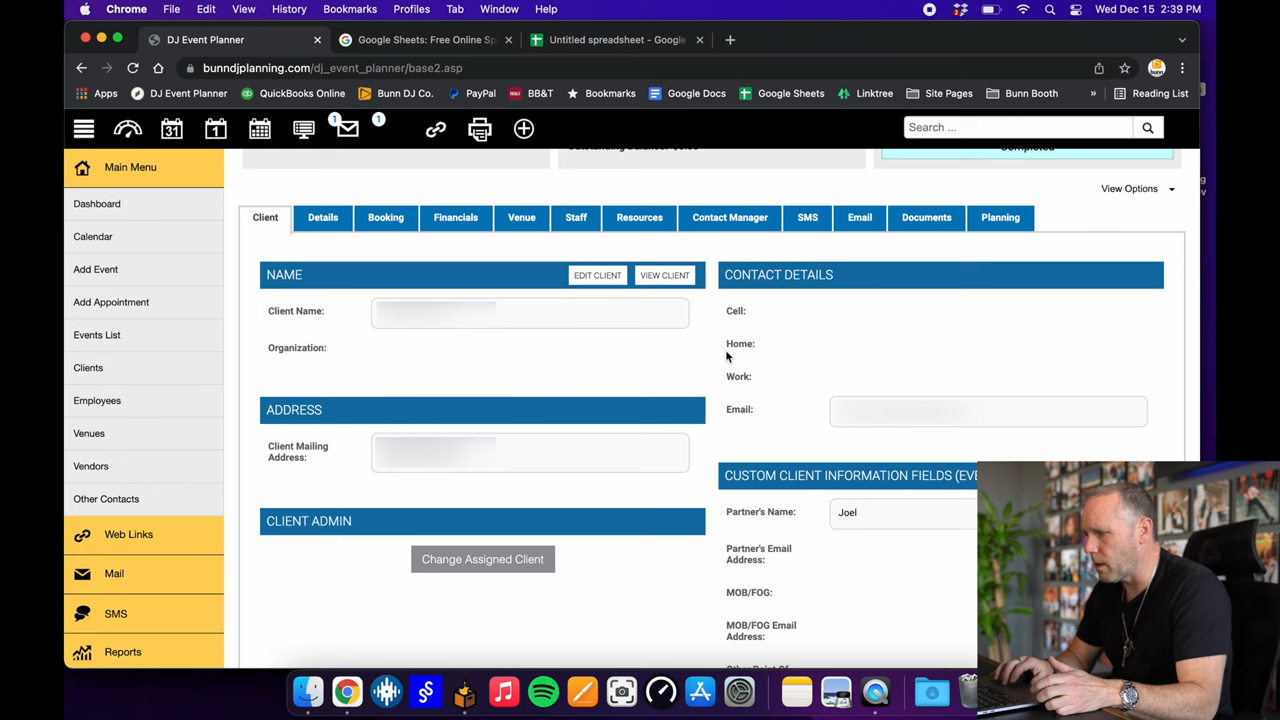 Chrome File Edit View History Bookmarks Profiles Tab Window Help Wed Dec 15 2:39 PM
DJ Event Planner Google Sheets: Free Online Sp Untitled spreadsheet - Google
bunndjplanning.com/dj_event_planner/base2.asp
Apps DJ Event Planner QuickBooks Online Bunn DJ Co. PayPal BB&T Bookmarks Google Docs Google Sheets Linktree Site Pages Bunn Booth » Reading List
31 1 1 1 Search ...
Main Menu
Dashboard
Calendar
Add Event
Add Appointment
Events List
Clients
Employees
Venues
Vendors
Other Contacts
Web Links
Mail
SMS
Reports
Completed
View Options
Client Details Booking Financials Venue Staff Resources Contact Manager SMS Email Documents Planning
NAME EDIT CLIENT VIEW CLIENT
Client Name:
Organization:
ADDRESS
Client Mailing
Address:
CLIENT ADMIN
Change Assigned Client
CONTACT DETAILS
Cell:
Home:
Work:
Email:
CUSTOM CLIENT INFORMATION FIELDS (EVE
Partner's Name: Joel
Partner's Email
Address:
MOB/FOG:
MOB/FOG Email
Address:
Other Point Of